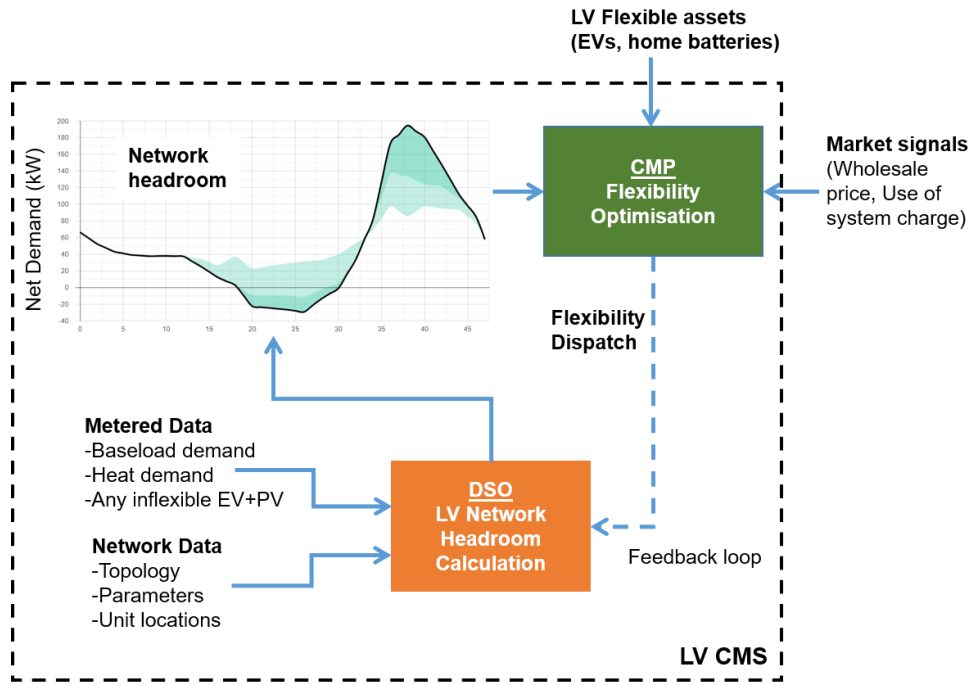 LV Flexible assets
(EVs, home batteries)
Network
headroom
Net Demand (kW)
200
180
160
140
120
100
80
60
40
20
0
-20
-40
0
5
10
15
20
25
30
35
40
45
CMP
Flexibility
Optimisation
Market signals
(Wholesale
price, Use of
system charge)
Flexibility
Dispatch
Metered Data
-Baseload demand
-Heat demand
-Any inflexible EV+PV
DSO
LV Network
Headroom
Calculation
Network Data
-Topology
-Parameters
-Unit locations
Feedback loop
LV CMS